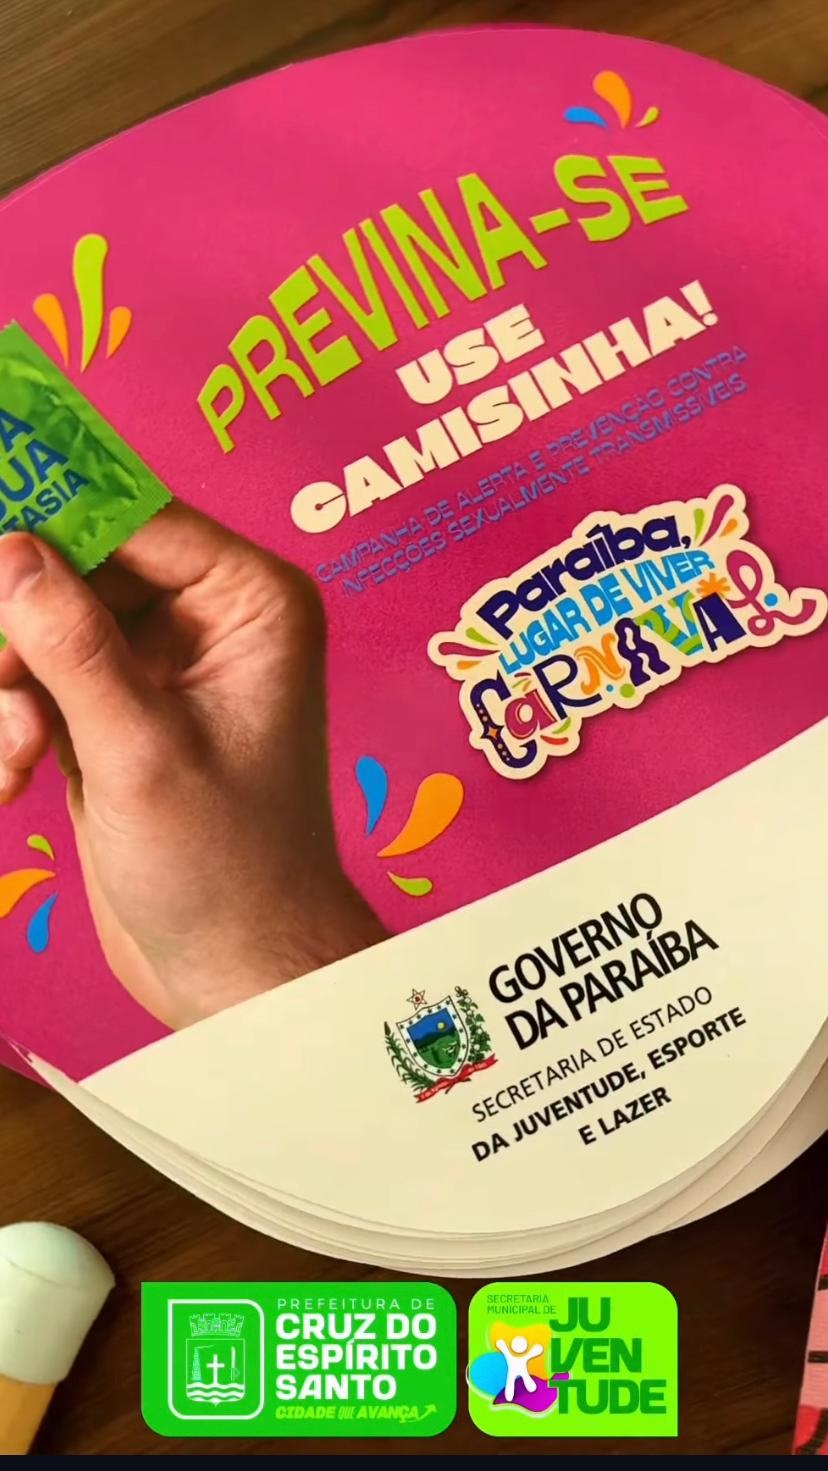 PREVINA-SE
USE
CAMISINHA!
CAMPANHA DE ALERTA E PREVENÇÃO CONTRA
INFECÇÕES SEXUALMENTE TRANSMISSÍVEIS
A
SUA
TASIA
Paraíba,
LUGAR DE VIVER
CARNAVAL
GOVERNO
DA PARAÍBA
SECRETARIA DE ESTADO
DA JUVENTUDE, ESPORTE
E LAZER
PREFEITURA DE
CRUZ DO
ESPÍRITO
SANTO
CIDADE QUE AVANÇA
SECRETARIA
MUNICIPAL DE
JU
VEN
TUDE